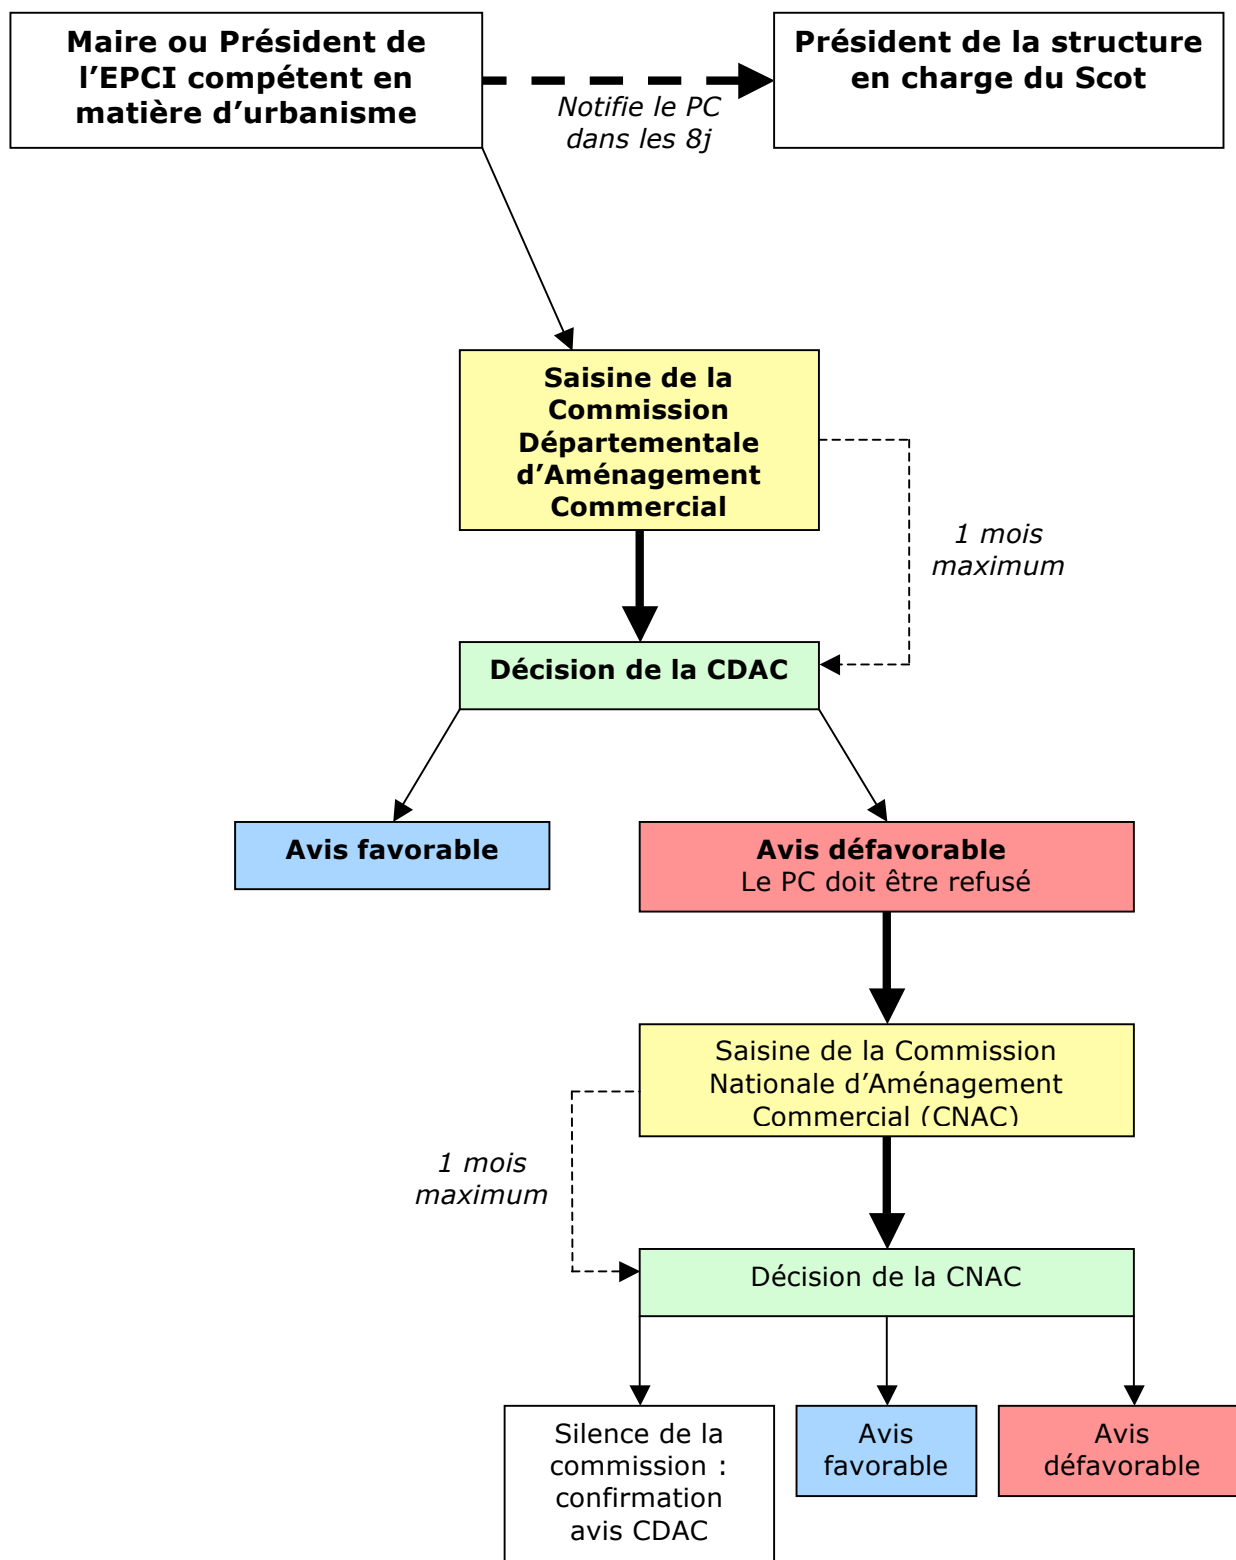 Maire ou Président de
l’EPCI compétent en
matière d’urbanisme
Notifie le PC
dans les 8j
Président de la structure
en charge du Scot
Saisine de la
Commission
Départementale
d’Aménagement
Commercial
1 mois
maximum
Décision de la CDAC
Avis favorable
Avis défavorable
Le PC doit être refusé
Saisine de la Commission
Nationale d’Aménagement
Commercial (CNAC)
1 mois
maximum
Décision de la CNAC
Silence de la
commission :
confirmation
avis CDAC
Avis
favorable
Avis
défavorable